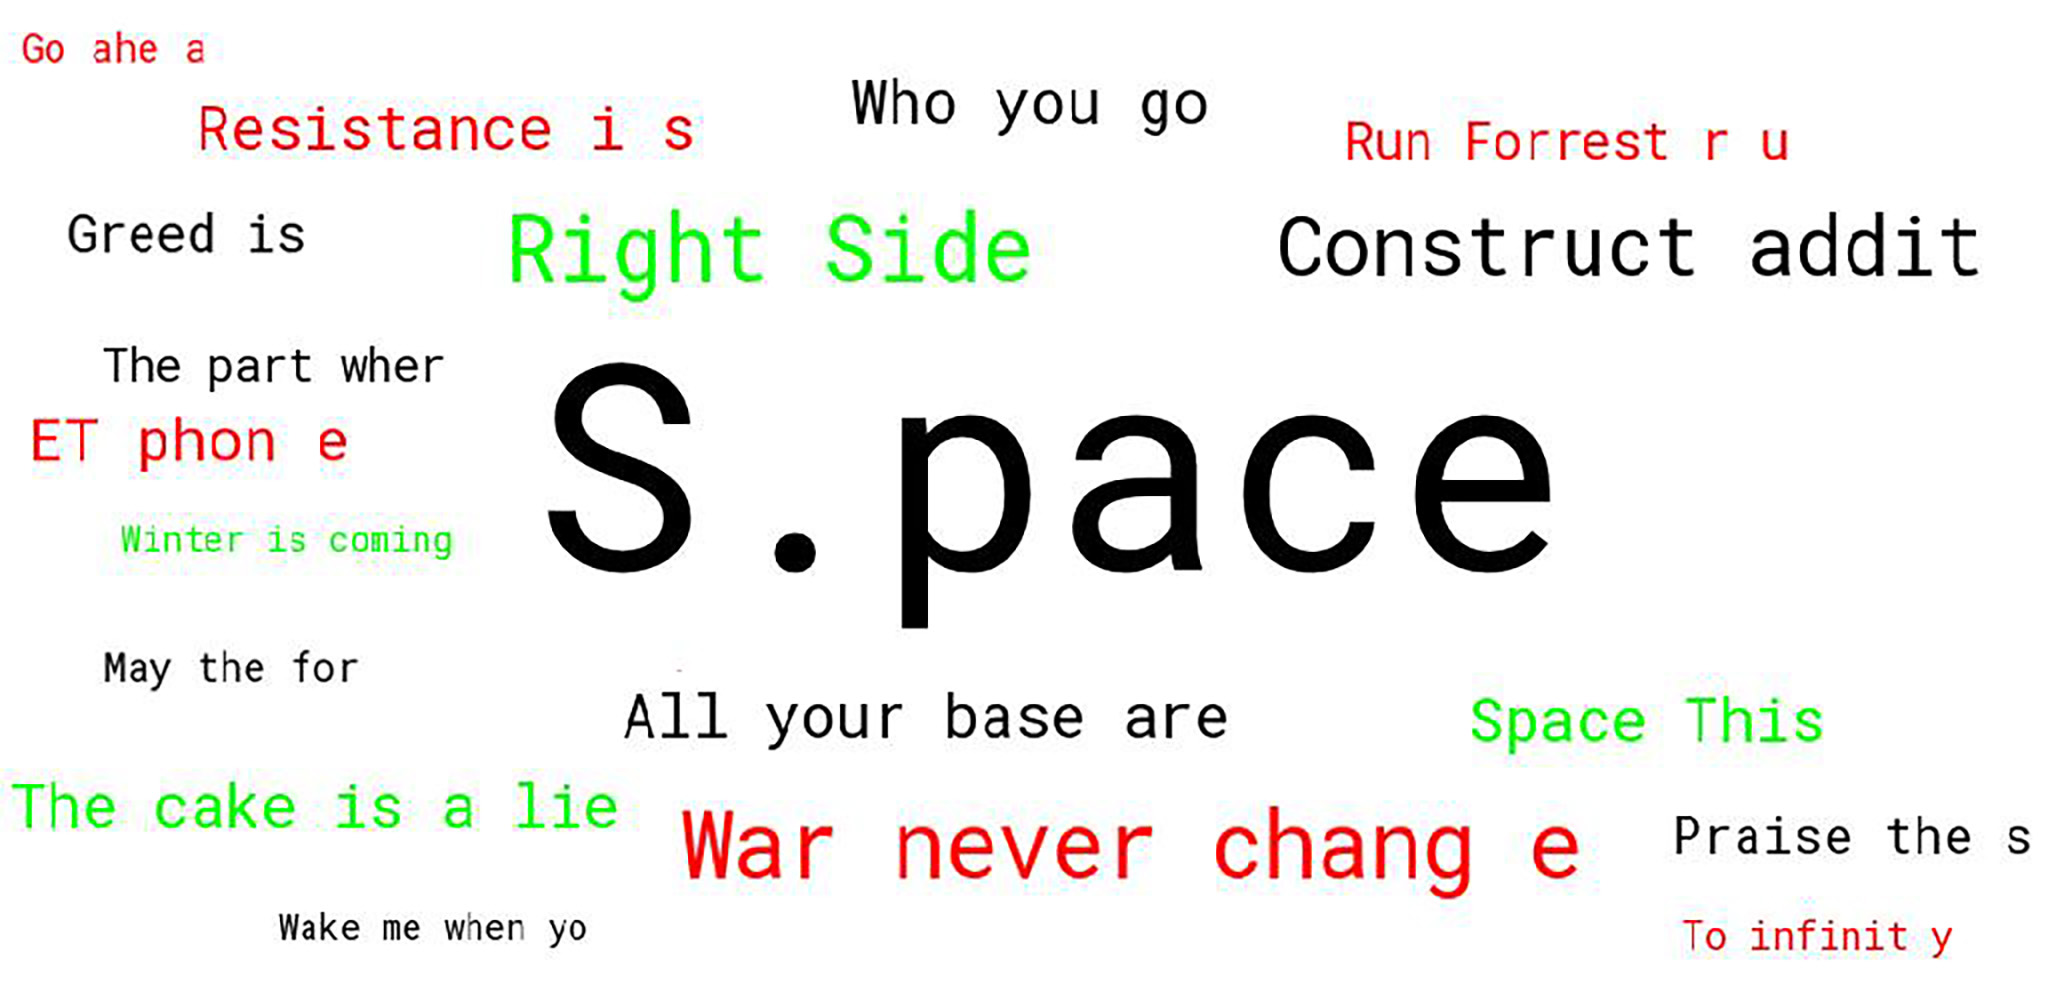 Go ahe a
Who you go
Resistance i s
Run Forrest r u
Greed is
Right Side
Construct addit
The part wher
ET phon e
S.pace
Winter is coming
May the for
All your base are
Space This
The cake is a lie
War never chang e
Praise the s
Wake me when yo
To infinit y